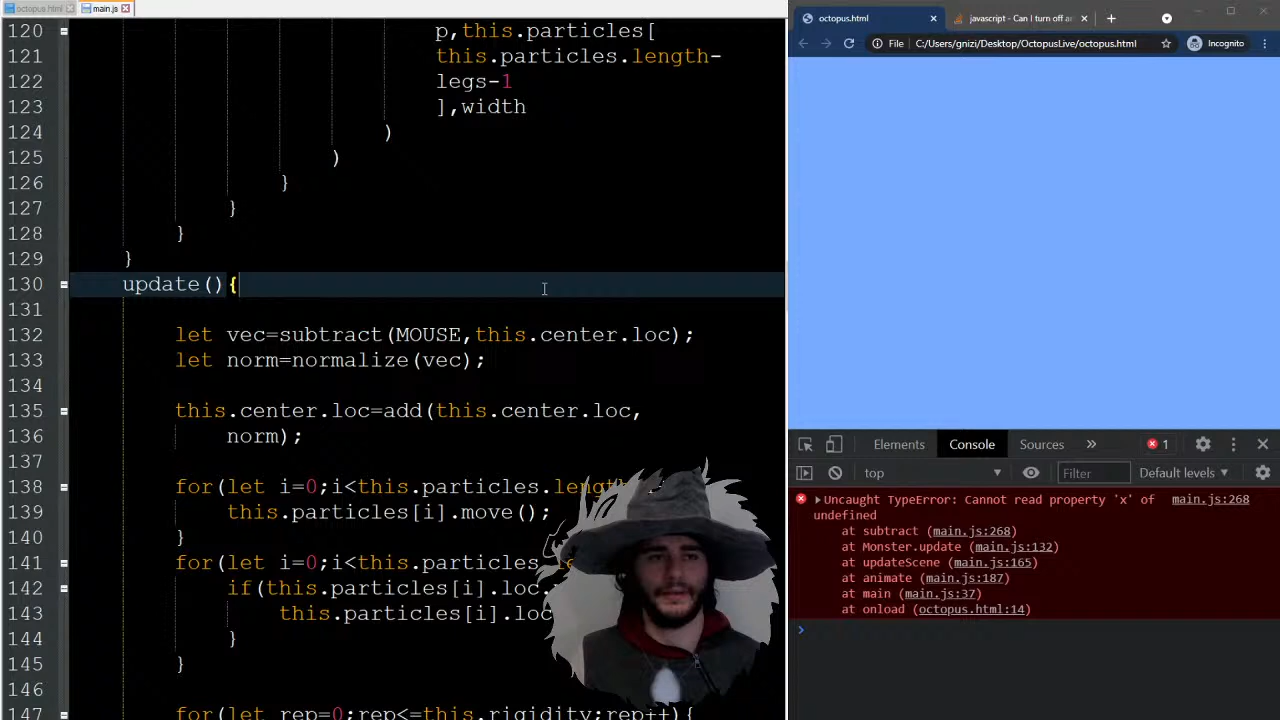 octopus.html
main.js
120 p,this.particles[
121 this.particles.length-
122 legs-1
123 ],width
124 )
125 )
126 }
127 }
128 }
129 }
130 update(){
131
132 let vec=subtract(MOUSE,this.center.loc);
133 let norm=normalize(vec);
134
135 this.center.loc=add(this.center.loc,
136 norm);
137
138 for(let i=0;i<this.particles.length
139 this.particles[i].move();
140 }
141 for(let i=0;i<this.particles.
142 if(this.particles[i].loc.
143 this.particles[i].loc
144 }
145 }
146
147 for(let rep=0;rep<=this.rigidity;rep++){
octopus.html
javascript - Can I turn off ar
File C:/Users/gnizi/Desktop/OctopusLive/octopus.html Incognito
Elements Console Sources 1
top Filter Default levels
Uncaught TypeError: Cannot read property 'x' of main.js:268
undefined
at subtract (main.js:268)
at Monster.update (main.js:132)
at updateScene (main.js:165)
at animate (main.js:187)
at main (main.js:37)
at onload (octopus.html:14)